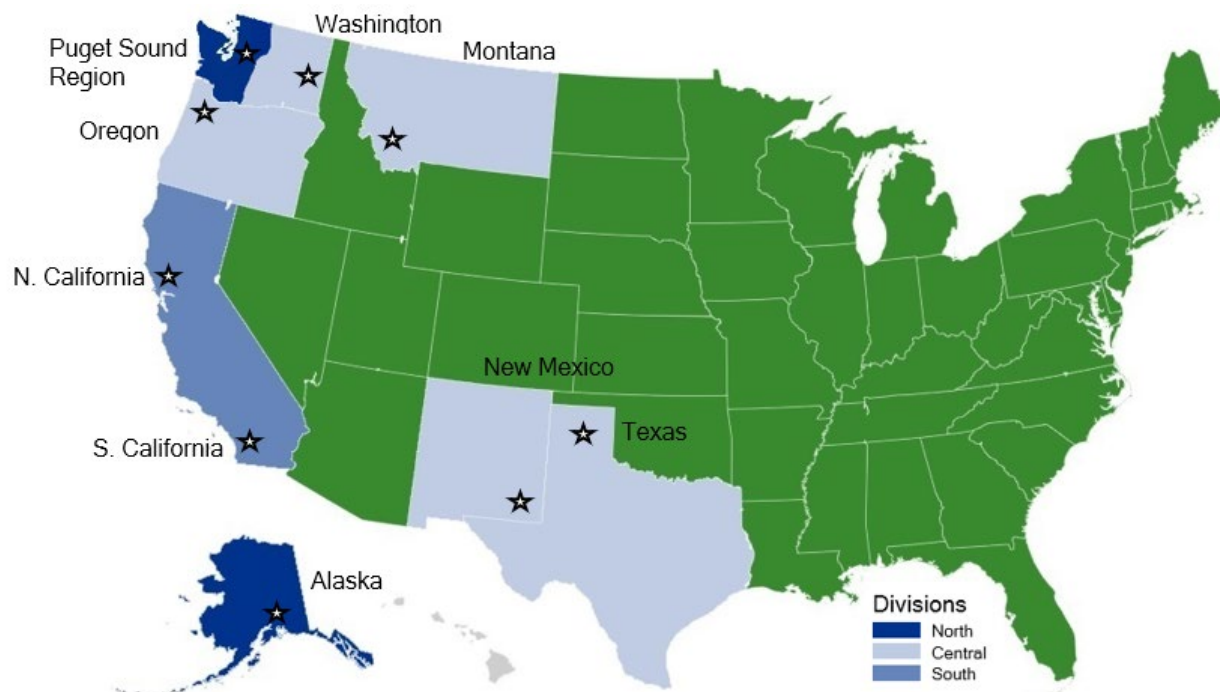 Washington
Puget Sound
Region
Montana
Oregon
N. California
New Mexico
Texas
S. California
Alaska
Divisions
North
Central
South